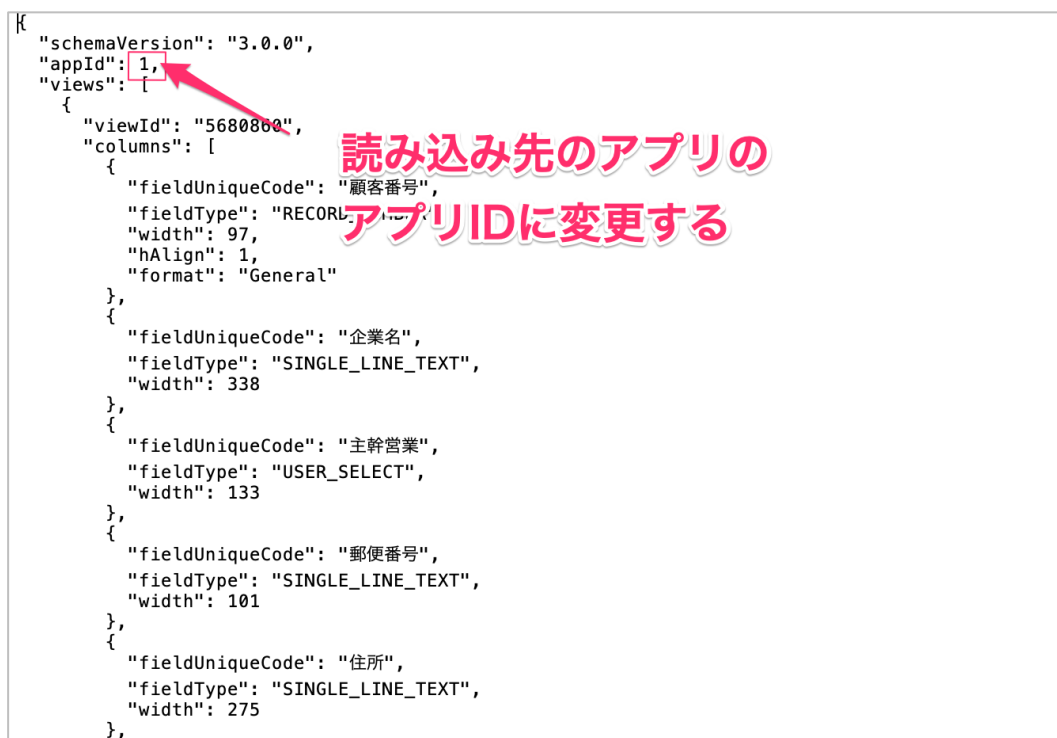 {
"schemaVersion": "3.0.0",
"appId": 1,
"views": [
{
"viewId": "5680860",
"columns": [
{
"fieldUniqueCode": "顧客番号",
"fieldType": "RECORD_
"width": 97,
"hAlign": 1,
"format": "General"
},
{
"fieldUniqueCode": "企業名",
"fieldType": "SINGLE_LINE_TEXT",
"width": 338
},
{
"fieldUniqueCode": "主幹営業",
"fieldType": "USER_SELECT",
"width": 133
},
{
"fieldUniqueCode": "郵便番号",
"fieldType": "SINGLE_LINE_TEXT",
"width": 101
},
{
"fieldUniqueCode": "住所",
"fieldType": "SINGLE_LINE_TEXT",
"width": 275
},
読み込み先のアプリの
アプリIDに変更する